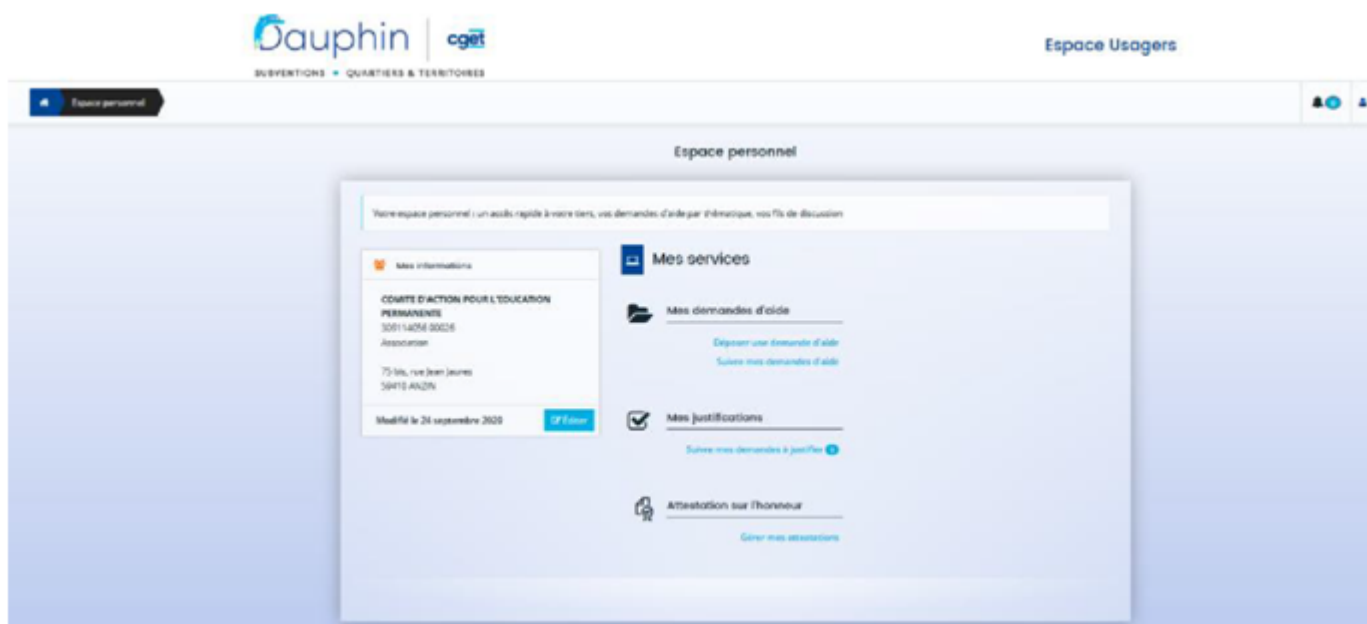 Dauphin
cget
SUBVENTIONS • QUARTIERS & TERRITOIRES
Espace Usagers
Espace personnel
Espace personnel
Votre espace personnel : un accès rapide à votre tiers, vos demandes d'aide par thématique, vos fils de discussion
Mes informations
COMITE D'ACTION POUR L'EDUCATION
PERMANENTE
Association
75 bis, rue Jean Jaures
59410 ANZIN
Modifié le 24 septembre 2020
Éditer
Mes services
Mes demandes d'aide
Déposer une demande d'aide
Suivre mes demandes d'aide
Mes justifications
Suivre mes demandes à justifier
Attestation sur l'honneur
Gérer mes attestations